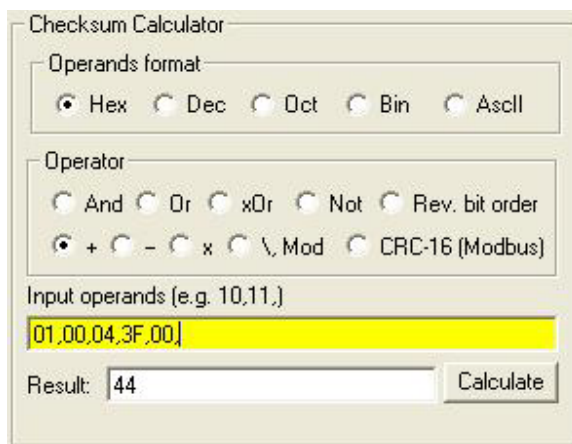 Checksum Calculator
Operands format
Hex Dec Oct Bin AscII
Operator
And Or xOr Not Rev. bit order
+ - x \, Mod CRC-16 (Modbus)
Input operands (e.g. 10,11,)
01,00,04,3F,00,
Result: 44 Calculate